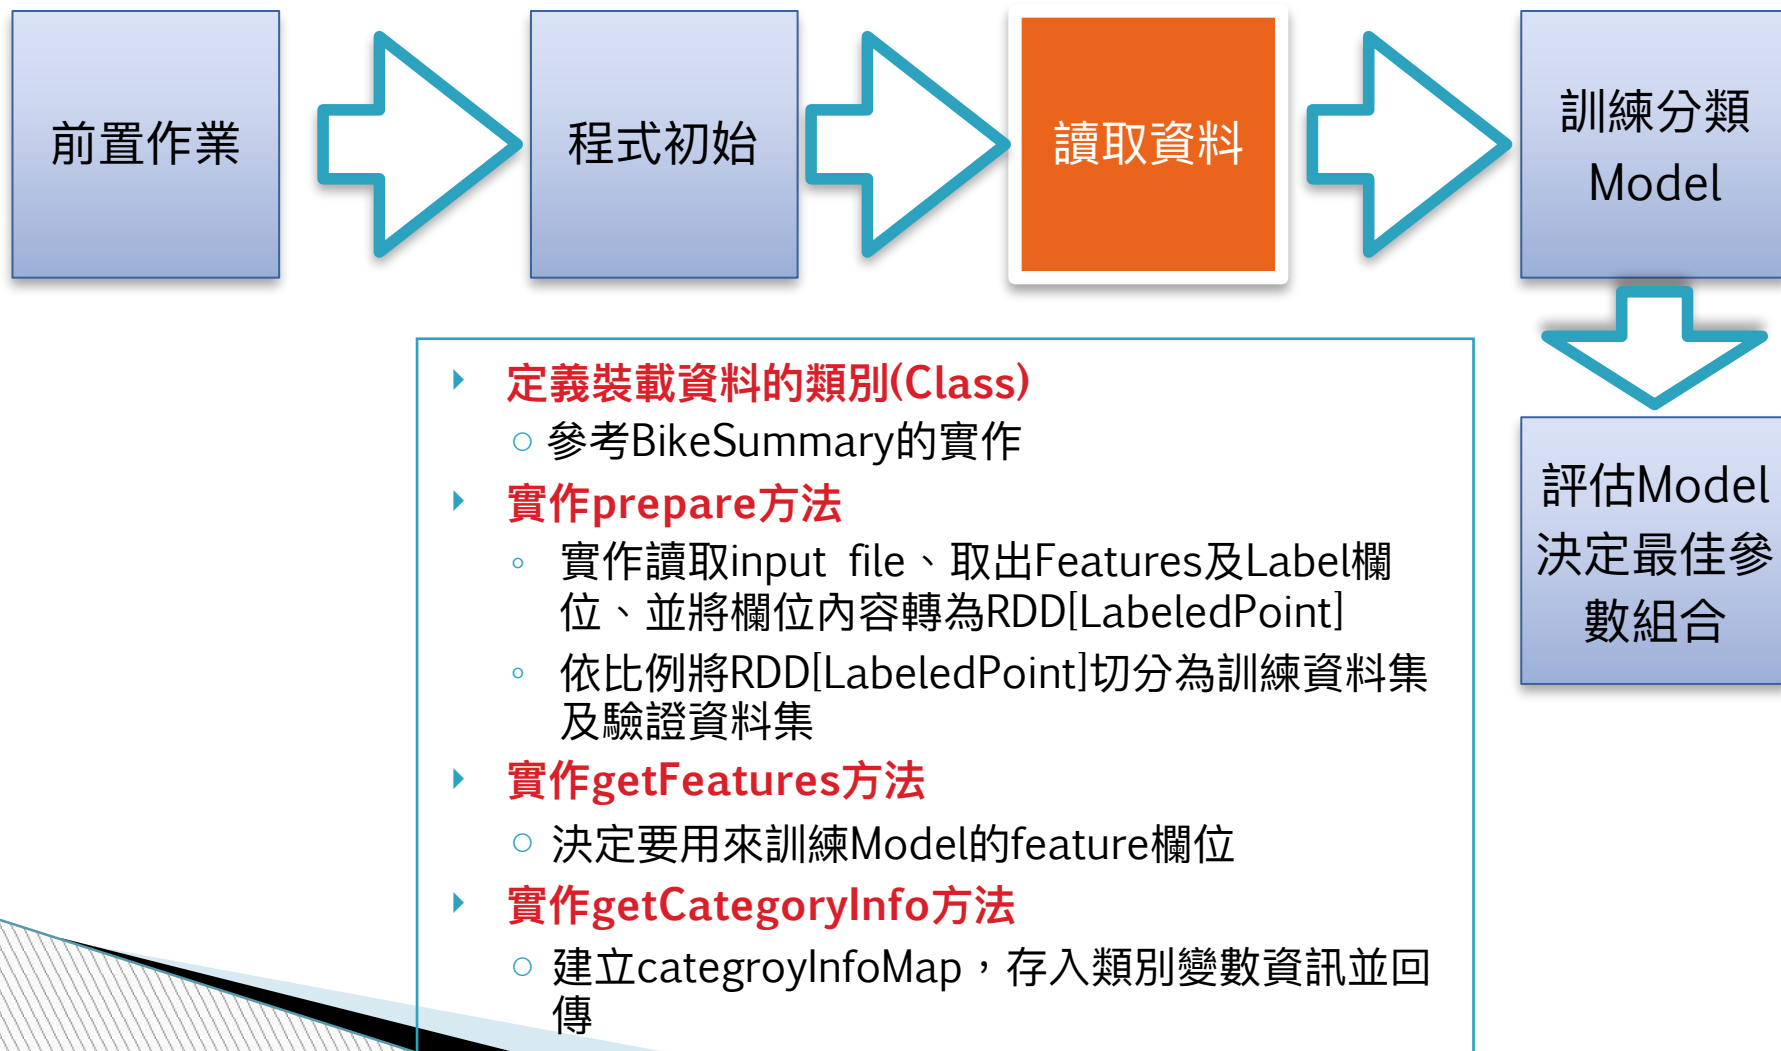 前置作業
程式初始
讀取資料
訓練分類
Model
評估Model
決定最佳參
數組合
定義裝載資料的類別(Class)
參考BikeSummary的實作
實作prepare方法
實作讀取input file、取出Features及Label欄
位、並將欄位內容轉為RDD[LabeledPoint]
依比例將RDD[LabeledPoint]切分為訓練資料集
及驗證資料集
實作getFeatures方法
決定要用來訓練Model的feature欄位
實作getCategoryInfo方法
建立categroyInfoMap，存入類別變數資訊並回
傳